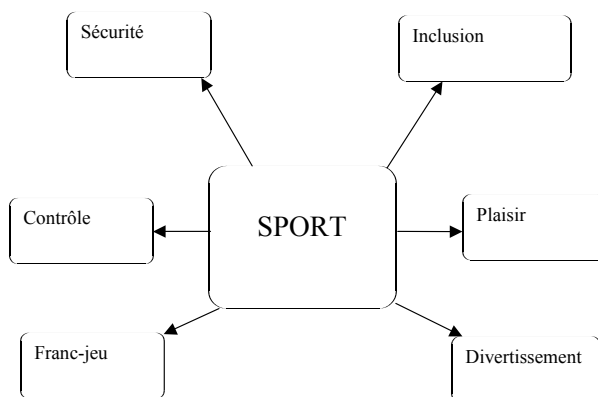 Sécurité
Inclusion
Contrôle
SPORT
Plaisir
Franc-jeu
Divertissement